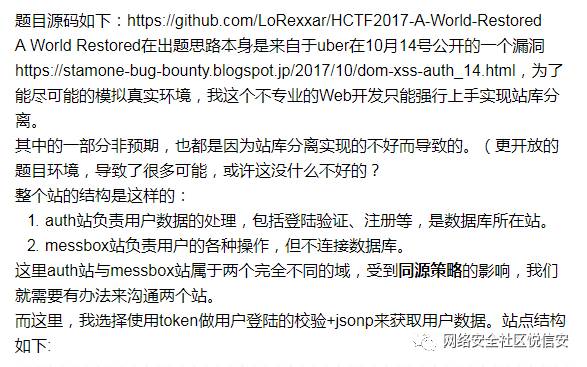 题目源码如下：https://github.com/LoRexxar/HCTF2017-A-World-Restored
A World Restored在出题思路本身是来自于uber在10月14号公开的一个漏洞
https://stamone-bug-bounty.blogspot.jp/2017/10/dom-xss-auth_14.html，为了
能尽可能的模拟真实环境，我这个不专业的Web开发只能强行上手实现站库分
离。
其中的一部分非预期，也都是因为站库分离实现的不好而导致的。（更开放的
题目环境，导致了很多可能，或许这没什么不好的？
整个站的结构是这样的：
1. auth站负责用户数据的处理，包括登陆验证、注册等，是数据库所在站。
2. messbox站负责用户的各种操作，但不连接数据库。
这里auth站与messbox站属于两个完全不同的域，受到同源策略的影响，我们
就需要有办法来沟通两个站。
而这里，我选择使用token做用户登陆的校验+jsonp来获取用户数据。站点结构
如下:
网络安全社区悦信安